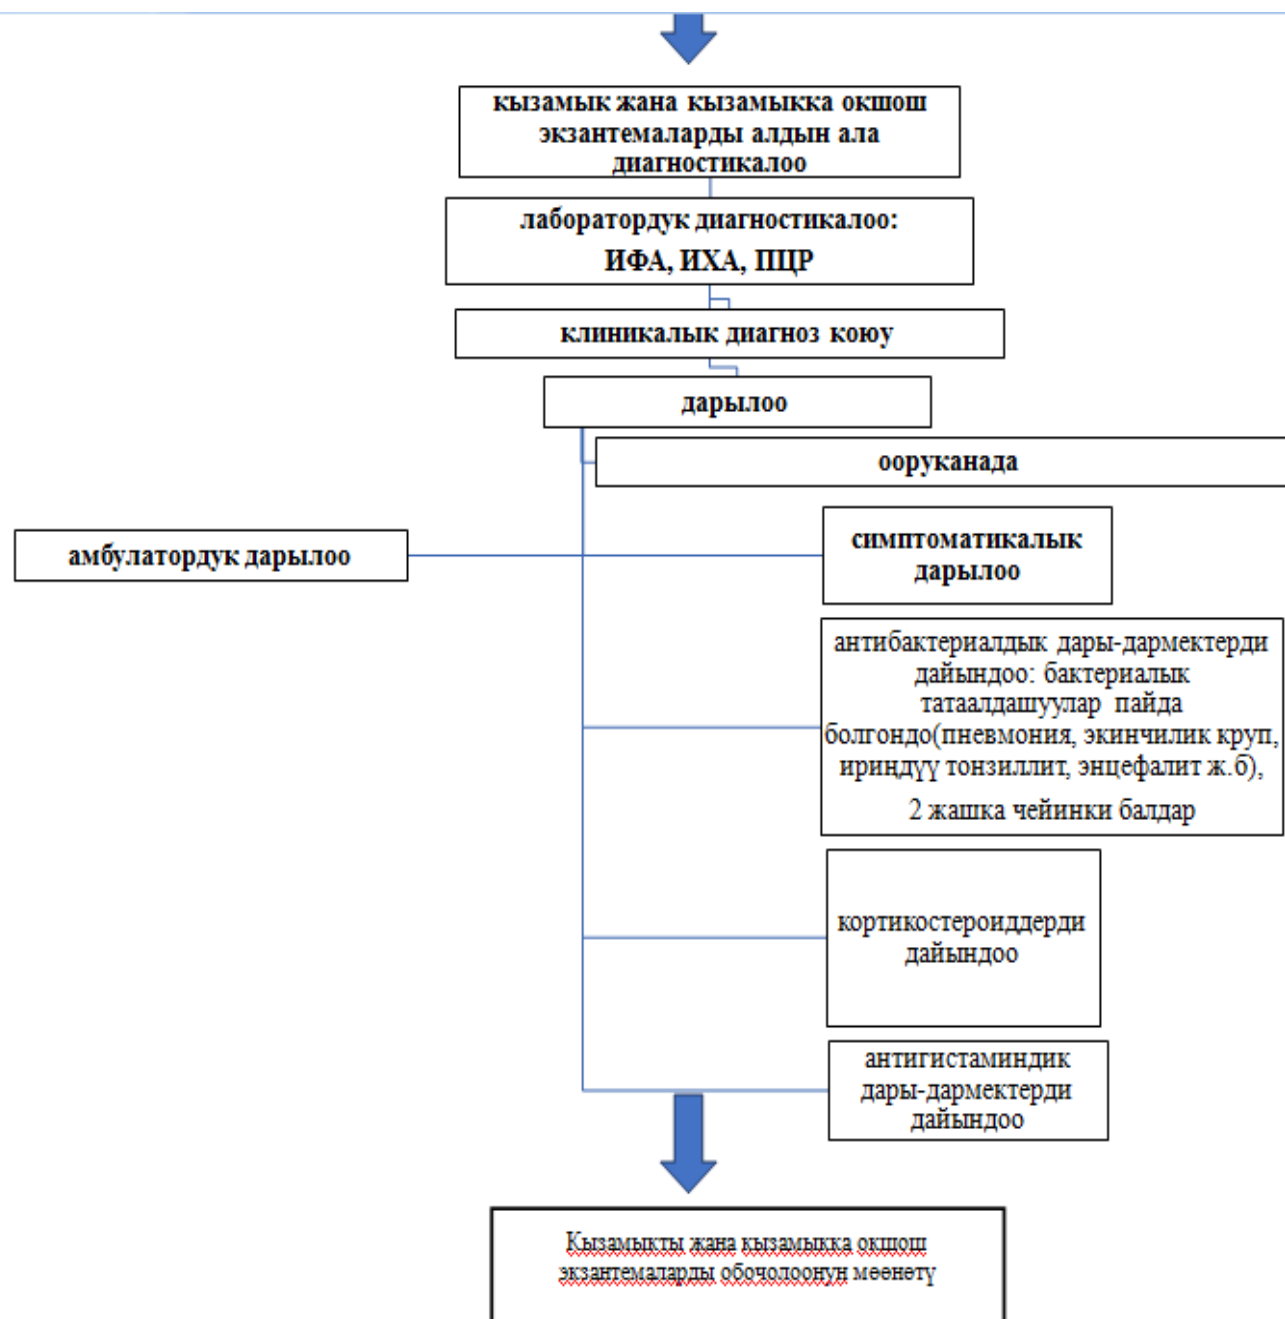 кызамык жана кызамыкка окшош
экзантемаларды алдын ала
диагностикалоо
лаборатордук диагностикалоо:
ИФА, ИХА, ПЦР
клиникалык диагноз коюу
дарылоо
ооруканада
амбулатордук дарылоо
симптоматикалык
дарылоо
антибактериалдык дары-дармектерди
дайындоо: бактериалык
татаалдашуулар пайда
болгондо(пневмония, экинчилик круп,
ириңдүү тонзиллит, энцефалит ж.б),
2 жашка чейинки балдар
кортикостероиддерди
дайындоо
антигистаминдик
дары-дармектерди
дайындоо
Кызамыкты жана кызамыкка окшош
экзантемаларды обочолоонун мөөнөтү